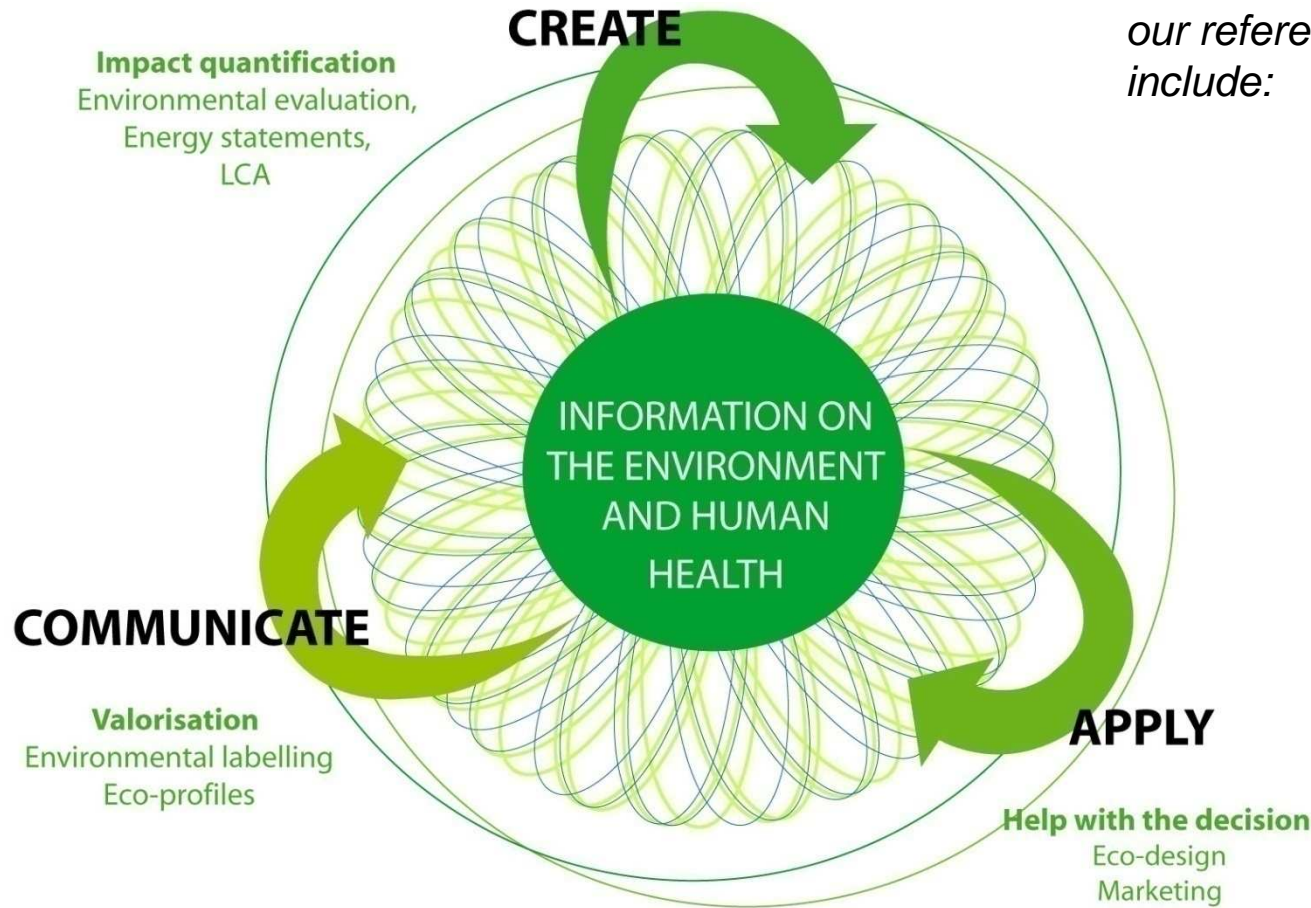 CREATE
our refere
include:
Impact quantification
Environmental evaluation,
Energy statements,
LCA
INFORMATION ON
THE ENVIRONMENT
AND HUMAN
HEALTH
COMMUNICATE
Valorisation
Environmental labelling
Eco-profiles
APPLY
Help with the decision
Eco-design
Marketing